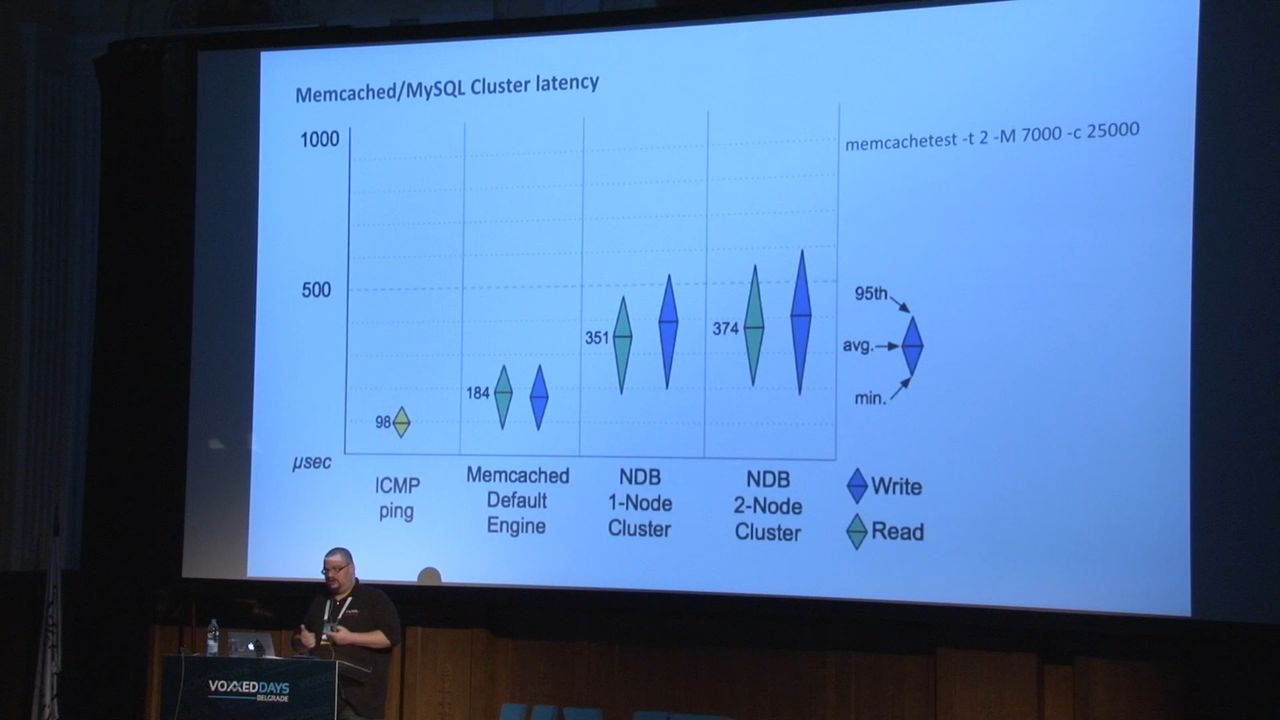 Memcached/MySQL Cluster latency
memcachetest -t 2 -M 7000 -c 25000
1000
500
μsec
98
184
351
374
ICMP
ping
Memcached
Default
Engine
NDB
1-Node
Cluster
NDB
2-Node
Cluster
95th
avg.
min.
Write
Read
VOXXEDDAYS
BELGRADE